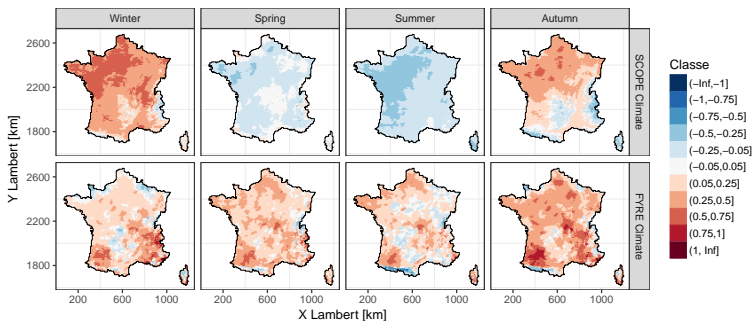 Winter
Spring
Summer
Autumn
Y Lambert [km]
2600
2200
1800
SCOPE Climate
2600
2200
1800
FYRE Climate
200 600 1000
200 600 1000
200 600 1000
200 600 1000
X Lambert [km]
Classe
(−Inf,−1]
(−1,−0.75]
(−0.75,−0.5]
(−0.5,−0.25]
(−0.25,−0.05]
(−0.05,0.05]
(0.05,0.25]
(0.25,0.5]
(0.5,0.75]
(0.75,1]
(1, Inf]